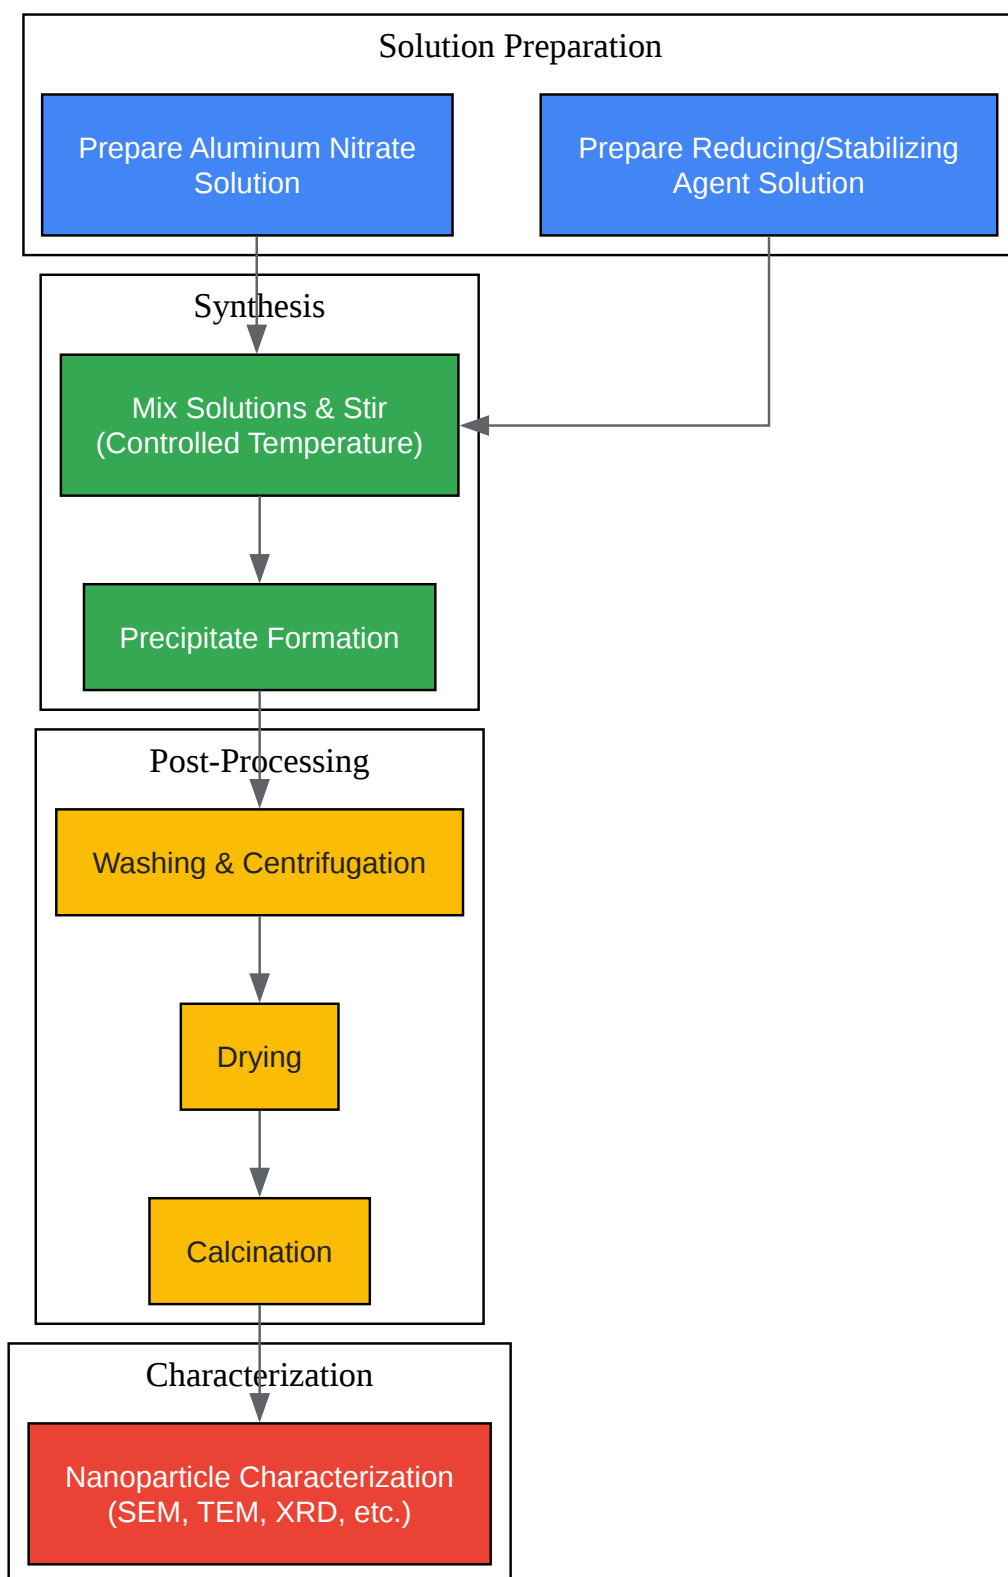 Solution Preparation
Prepare Aluminum Nitrate
Solution
Prepare Reducing/Stabilizing
Agent Solution
Synthesis
Mix Solutions & Stir
(Controlled Temperature)
Precipitate Formation
Post-Processing
Washing & Centrifugation
Drying
Calcination
Characterization
Nanoparticle Characterization
(SEM, TEM, XRD, etc.)